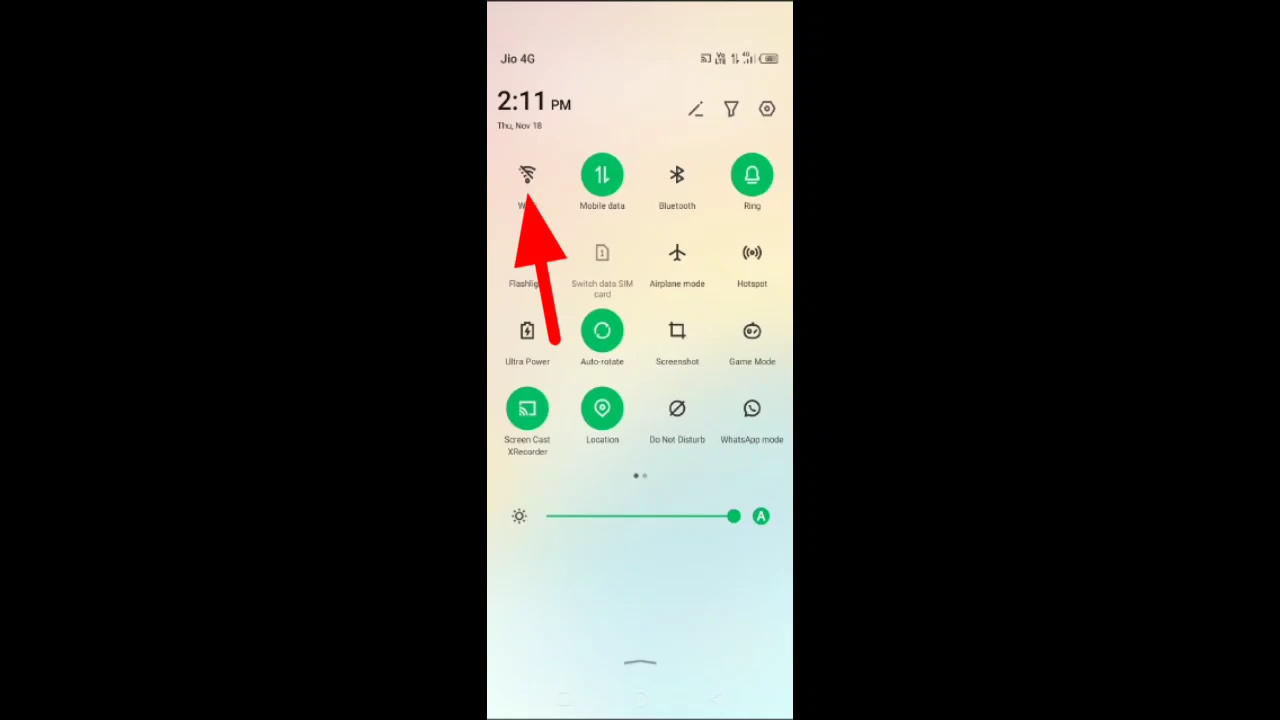 Jio 4G
2:11 PM
Thu, Nov 18
Mobile data
Bluetooth
Ring
Switch data SIM
card
Airplane mode
Hotspot
Ultra Power
Auto-rotate
Screenshot
Game Mode
Screen Cast
XRecorder
Location
Do Not Disturb
WhatsApp mode
A